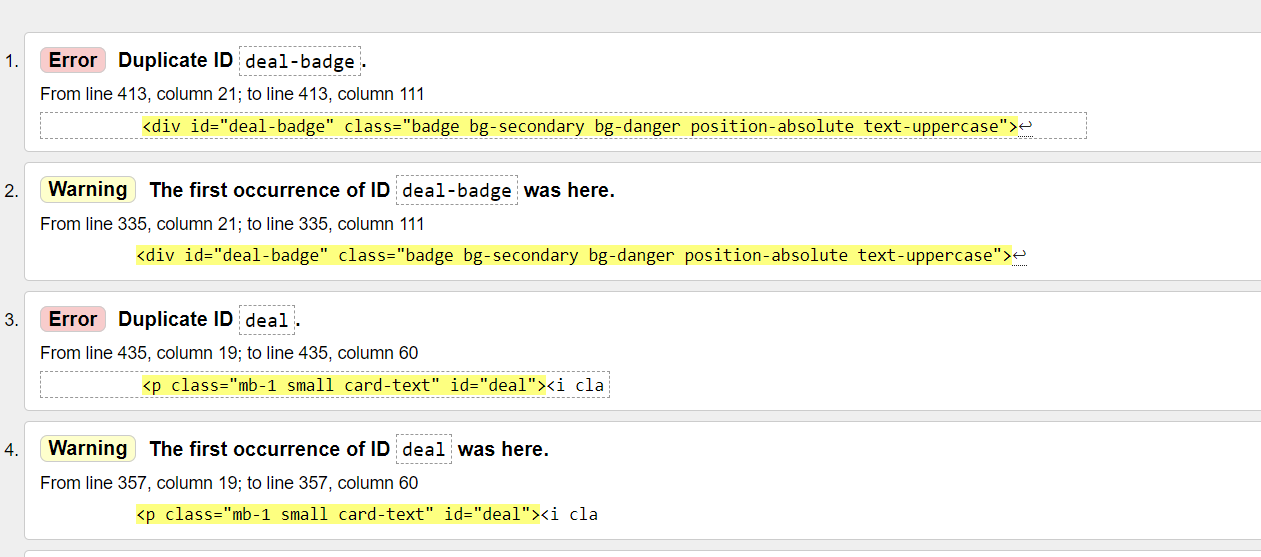 1. Error Duplicate ID deal-badge.
From line 413, column 21; to line 413, column 111
<div id="deal-badge" class="badge bg-secondary bg-danger position-absolute text-uppercase">↩
2. Warning The first occurrence of ID deal-badge was here.
From line 335, column 21; to line 335, column 111
<div id="deal-badge" class="badge bg-secondary bg-danger position-absolute text-uppercase">↩
3. Error Duplicate ID deal.
From line 435, column 19; to line 435, column 60
<p class="mb-1 small card-text" id="deal"><i cla
4. Warning The first occurrence of ID deal was here.
From line 357, column 19; to line 357, column 60
<p class="mb-1 small card-text" id="deal"><i cla